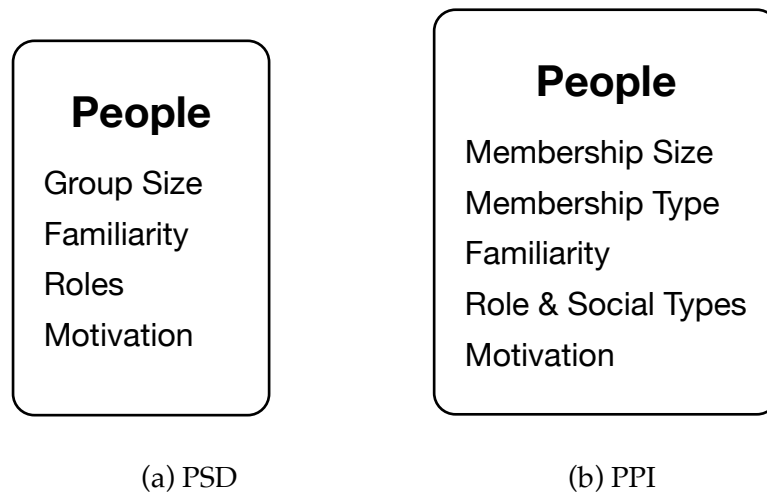 People
Group Size
Familiarity
Roles
Motivation
(a) PSD
People
Membership Size
Membership Type
Familiarity
Role & Social Types
Motivation
(b) PPI